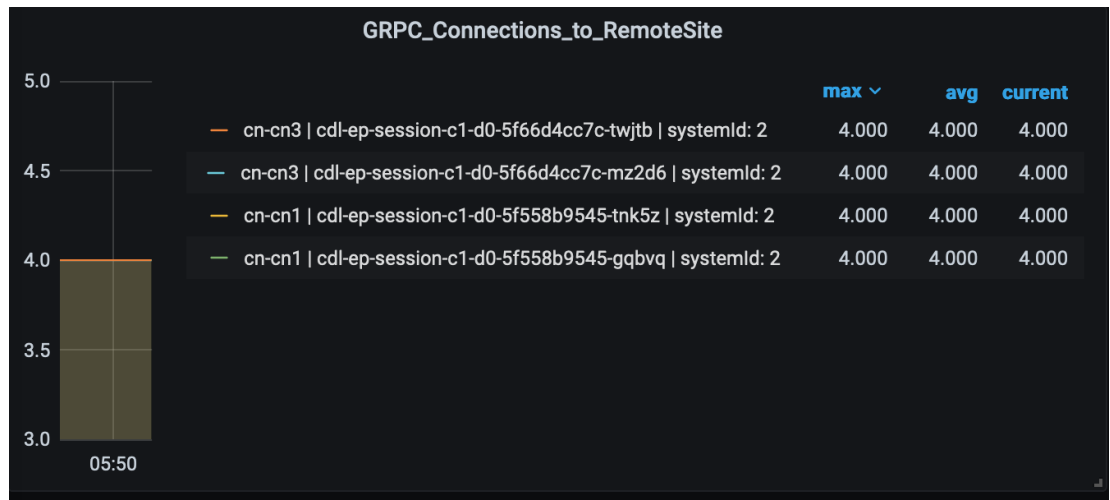 GRPC_Connections_to_RemoteSite
5.0
4.5
4.0
3.5
3.0
05:50
max avg current
cn-cn3 | cdl-ep-session-c1-d0-5f66d4cc7c-twjtb | systemId: 2 4.000 4.000 4.000
cn-cn3 | cdl-ep-session-c1-d0-5f66d4cc7c-mz2d6 | systemId: 2 4.000 4.000 4.000
cn-cn1 | cdl-ep-session-c1-d0-5f558b9545-tnk5z | systemId: 2 4.000 4.000 4.000
cn-cn1 | cdl-ep-session-c1-d0-5f558b9545-gqbvq | systemId: 2 4.000 4.000 4.000